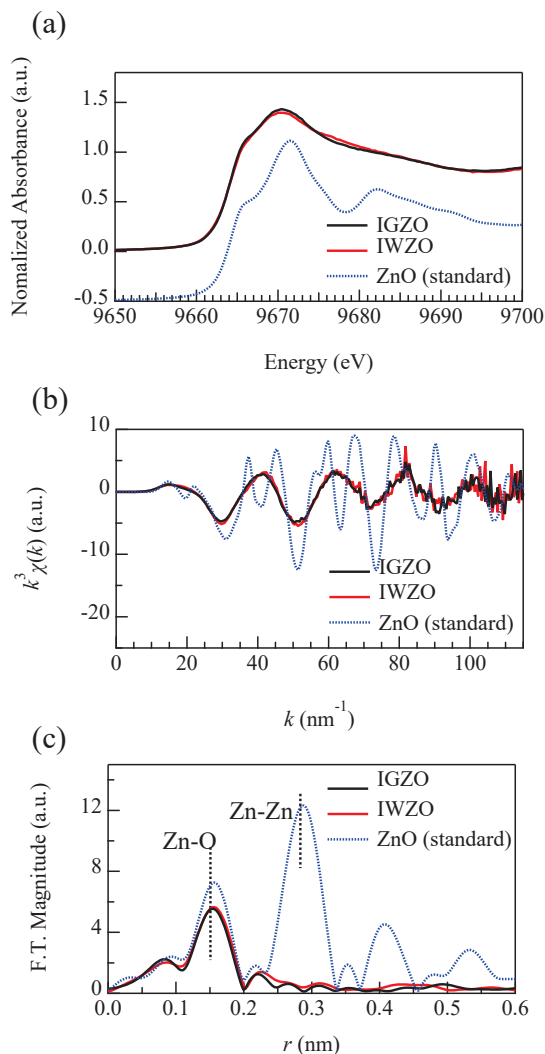 (a)
Nomalized Absorbance (a.u.)
1.5
1.0
0.5
0.0
-0.5
IGZO
IWZO
ZnO (standard)
9650 9660 9670 9680 9690 9700
Energy (eV)
(b)
k³χ(k) (a.u.)
10
0
-10
-20
IGZO
IWZO
ZnO (standard)
0 20 40 60 80 100
k (nm⁻¹)
(c)
F.T. Magnitude (a.u.)
12
8
4
0
Zn-O
Zn-Zn
IGZO
IWZO
ZnO (standard)
0.0 0.1 0.2 0.3 0.4 0.5 0.6
r (nm)